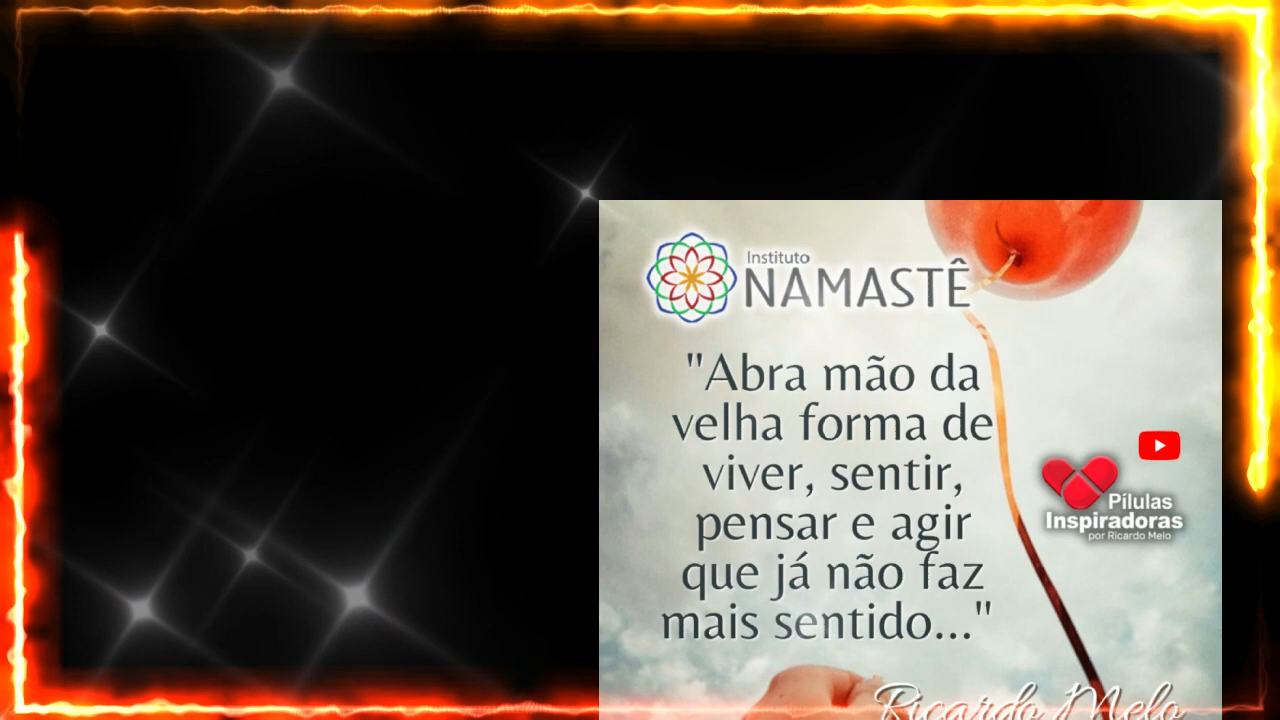 Instituto
NAMASTÊ
"Abra mão da
velha forma de
viver, sentir,
pensar e agir
que já não faz
mais sentido..."
Pílulas
Inspiradoras
por Ricardo Melo
Ricardo Melo